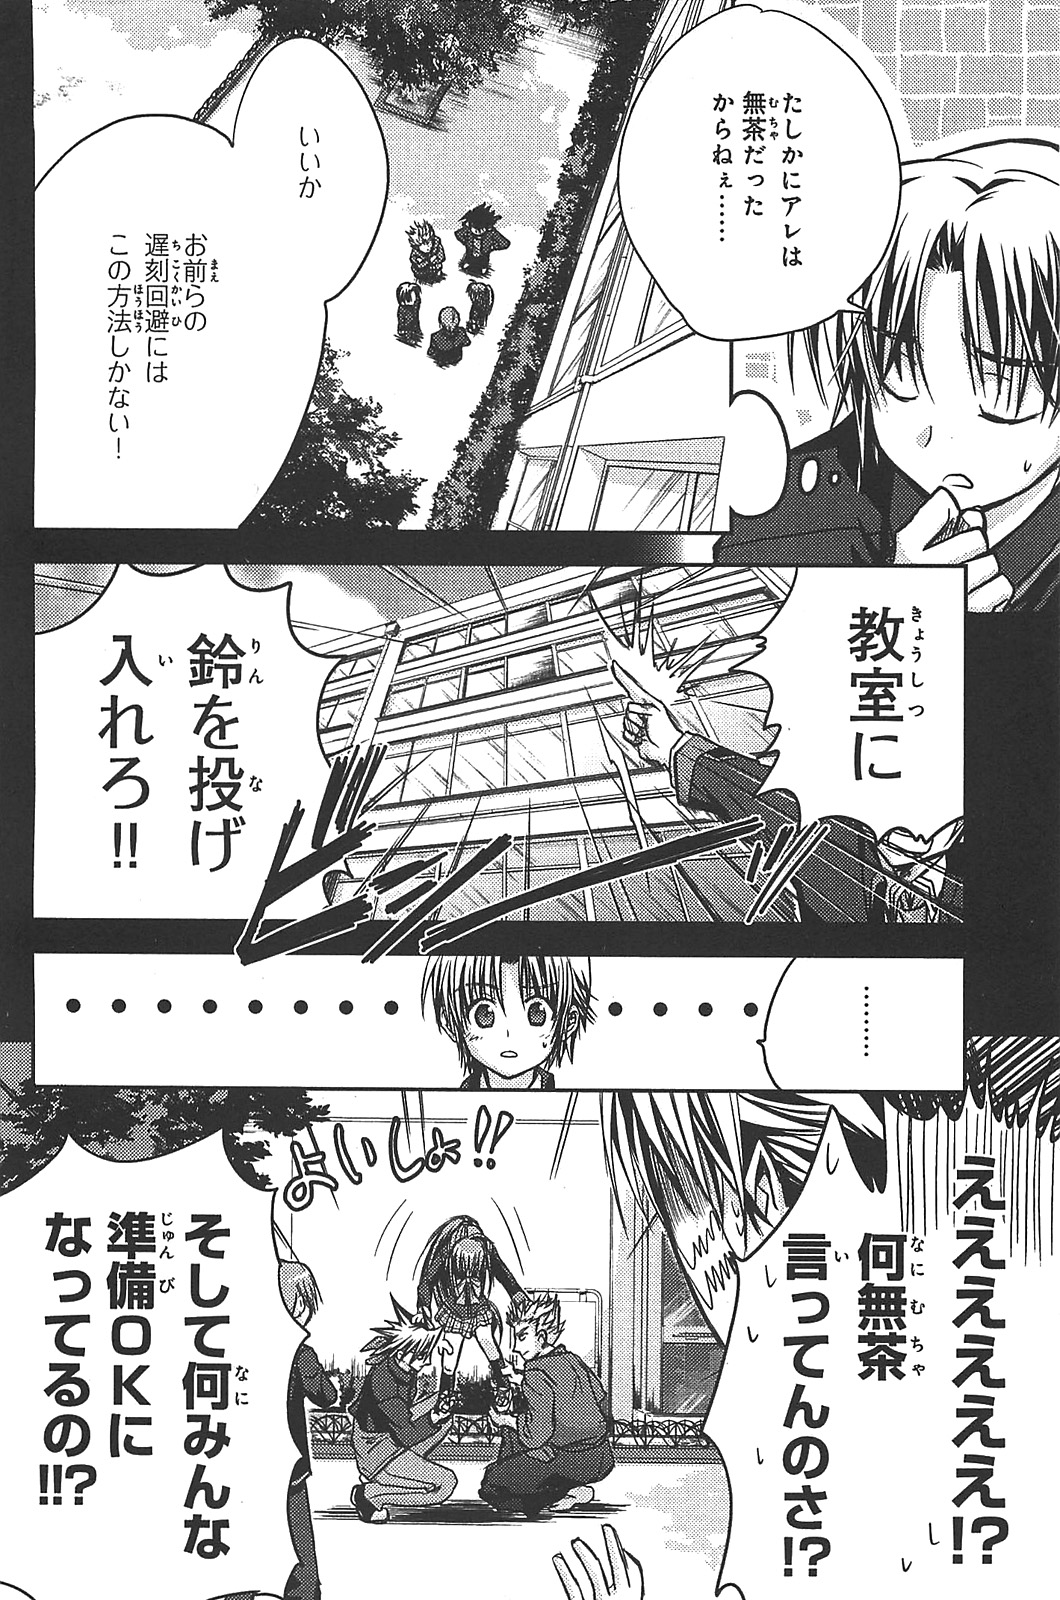 たしかにアレは
無茶だった
からねぇ……
いいか
お前らの
遅刻回避には
この方法しかない！
教室に
鈴を投げ
入れろ!!
………
えええええええ!?
何無茶
言ってんのさ!?
よいしょ!!
そして何みんな
準備OKに
なってるの!!?